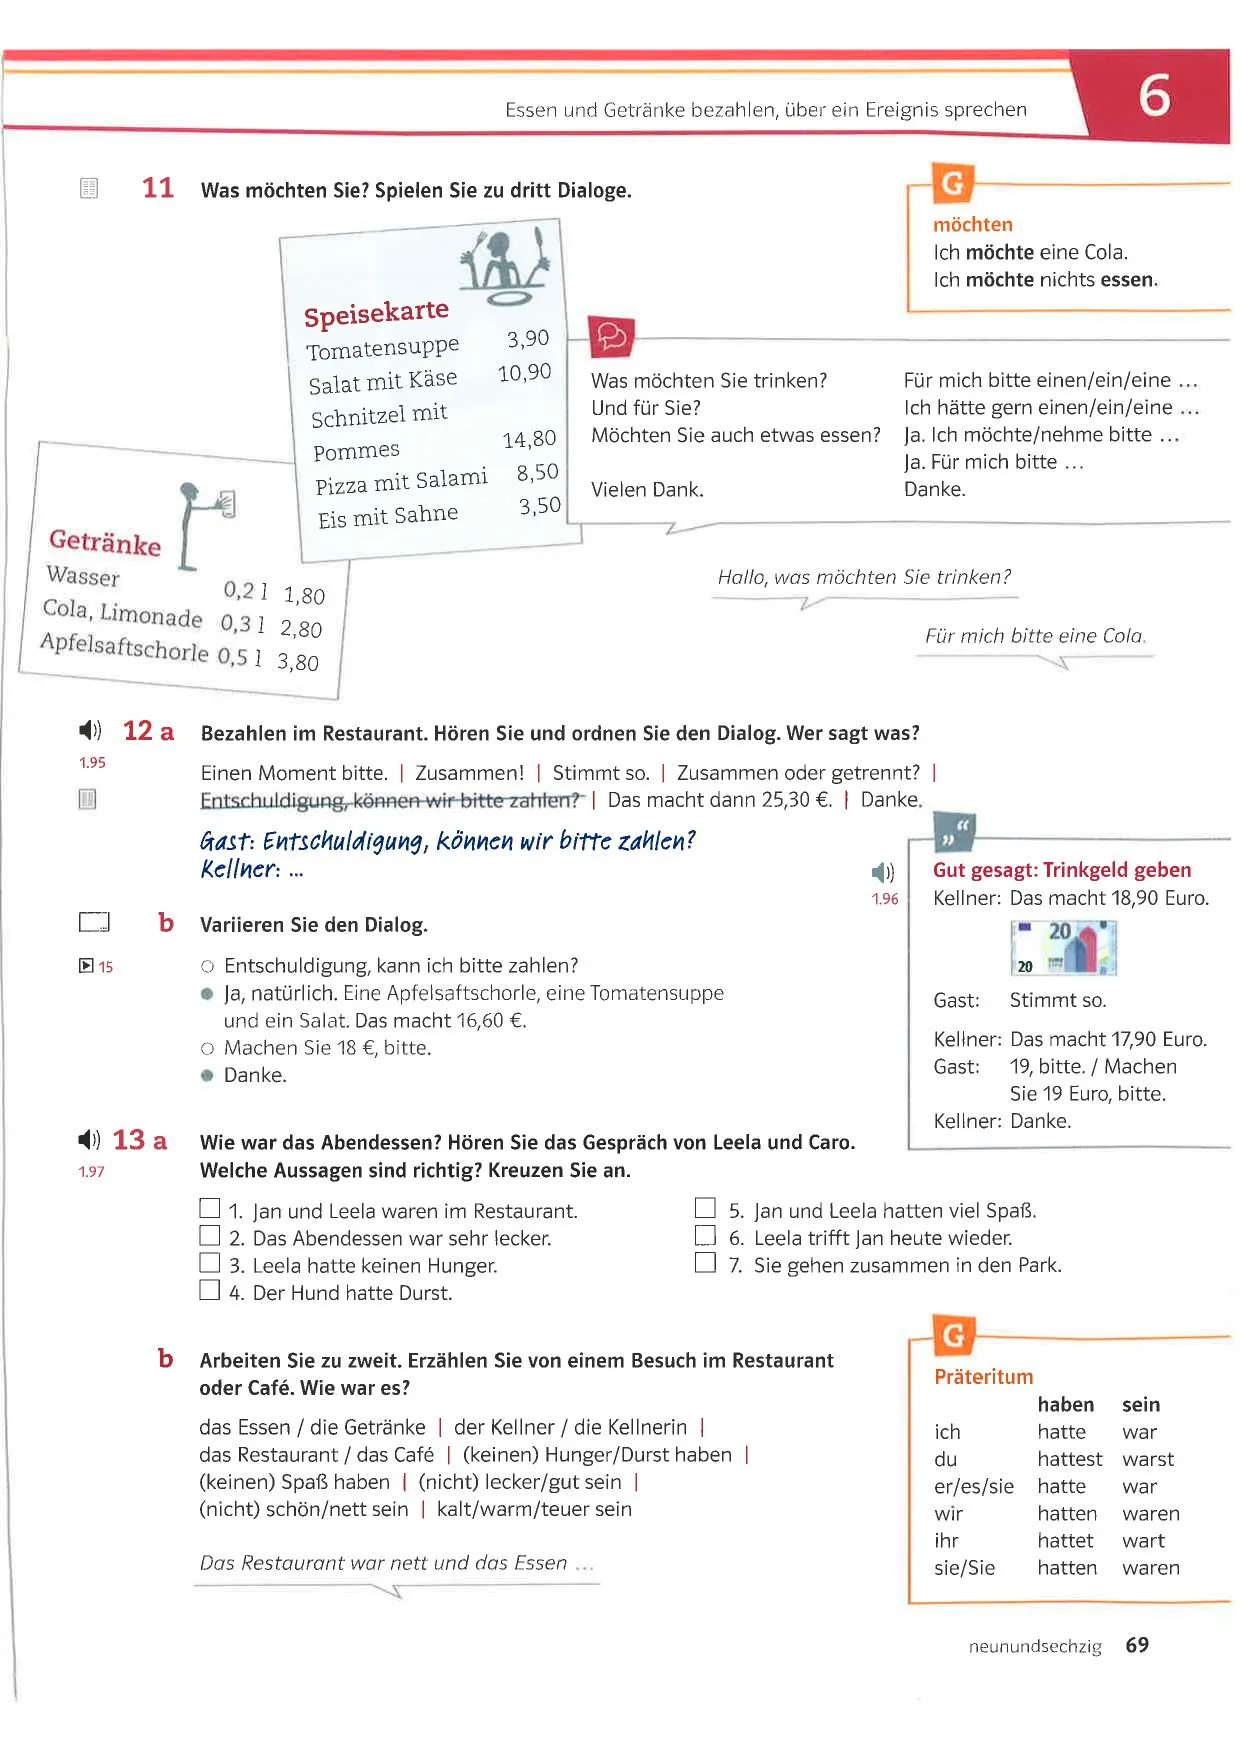 Essen und Getränke bezahlen, über ein Ereignis sprechen
6
11 Was möchten Sie? Spielen Sie zu dritt Dialoge.
G
möchten
Ich möchte eine Cola.
Ich möchte nichts essen.
Speisekarte
Tomatensuppe 3,90
Salat mit Käse 10,90
Schnitzel mit
Pommes 14,80
Pizza mit Salami 8,50
Eis mit Sahne 3,50
Getränke
Wasser 0,2 l 1,80
Cola, Limonade 0,3 l 2,80
Apfelsaftschorle 0,5 l 3,80
Was möchten Sie trinken? Für mich bitte einen/ein/eine ...
Und für Sie? Ich hätte gern einen/ein/eine ...
Möchten Sie auch etwas essen? Ja. Ich möchte/nehme bitte ...
Ja. Für mich bitte ...
Vielen Dank. Danke.
Hallo, was möchten Sie trinken?
Für mich bitte eine Cola.
12 a Bezahlen im Restaurant. Hören Sie und ordnen Sie den Dialog. Wer sagt was?
1.95
Einen Moment bitte. | Zusammen! | Stimmt so. | Zusammen oder getrennt? |
Entschuldigung, können wir bitte zahlen? | Das macht dann 25,30 €. | Danke.
Gast: Entschuldigung, können wir bitte zahlen?
Kellner: ...
1.96
„“
Gut gesagt: Trinkgeld geben
Kellner: Das macht 18,90 Euro.
20
20
Gast: Stimmt so.
Kellner: Das macht 17,90 Euro.
Gast: 19, bitte. / Machen
Sie 19 Euro, bitte.
Kellner: Danke.
b Variieren Sie den Dialog.
15
○ Entschuldigung, kann ich bitte zahlen?
● Ja, natürlich. Eine Apfelsaftschorle, eine Tomatensuppe
und ein Salat. Das macht 16,60 €.
○ Machen Sie 18 €, bitte.
● Danke.
13 a Wie war das Abendessen? Hören Sie das Gespräch von Leela und Caro.
1.97 Welche Aussagen sind richtig? Kreuzen Sie an.
☐ 1. Jan und Leela waren im Restaurant.
☐ 2. Das Abendessen war sehr lecker.
☐ 3. Leela hatte keinen Hunger.
☐ 4. Der Hund hatte Durst.
☐ 5. Jan und Leela hatten viel Spaß.
☐ 6. Leela trifft Jan heute wieder.
☐ 7. Sie gehen zusammen in den Park.
b Arbeiten Sie zu zweit. Erzählen Sie von einem Besuch im Restaurant
oder Café. Wie war es?
das Essen / die Getränke | der Kellner / die Kellnerin |
das Restaurant / das Café | (keinen) Hunger/Durst haben |
(keinen) Spaß haben | (nicht) lecker/gut sein |
(nicht) schön/nett sein | kalt/warm/teuer sein
Das Restaurant war nett und das Essen ...
G
Präteritum
haben sein
ich hatte war
du hattest warst
er/es/sie hatte war
wir hatten waren
ihr hattet wart
sie/Sie hatten waren
neunundsechzig 69